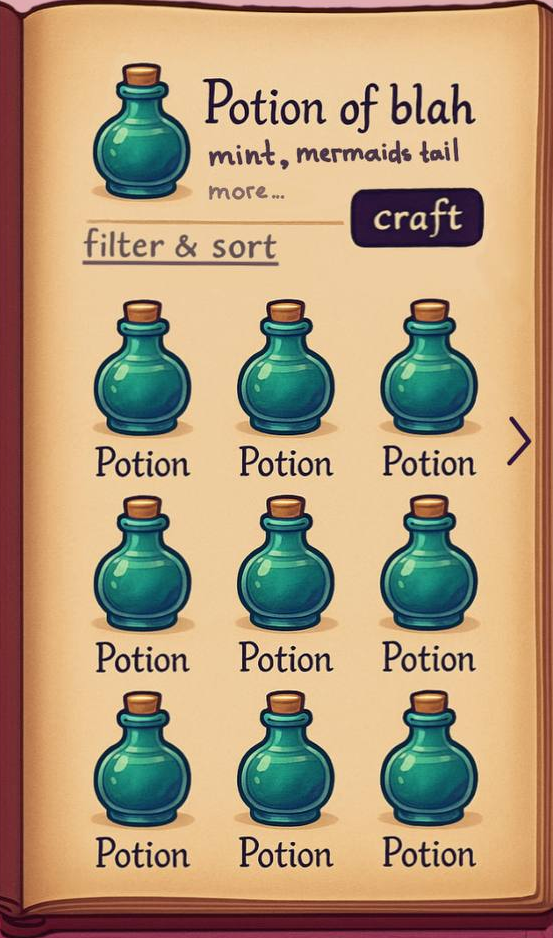 Potion of blah
mint, mermaids tail
more...
craft
filter & sort
Potion Potion Potion
Potion Potion Potion
Potion Potion Potion